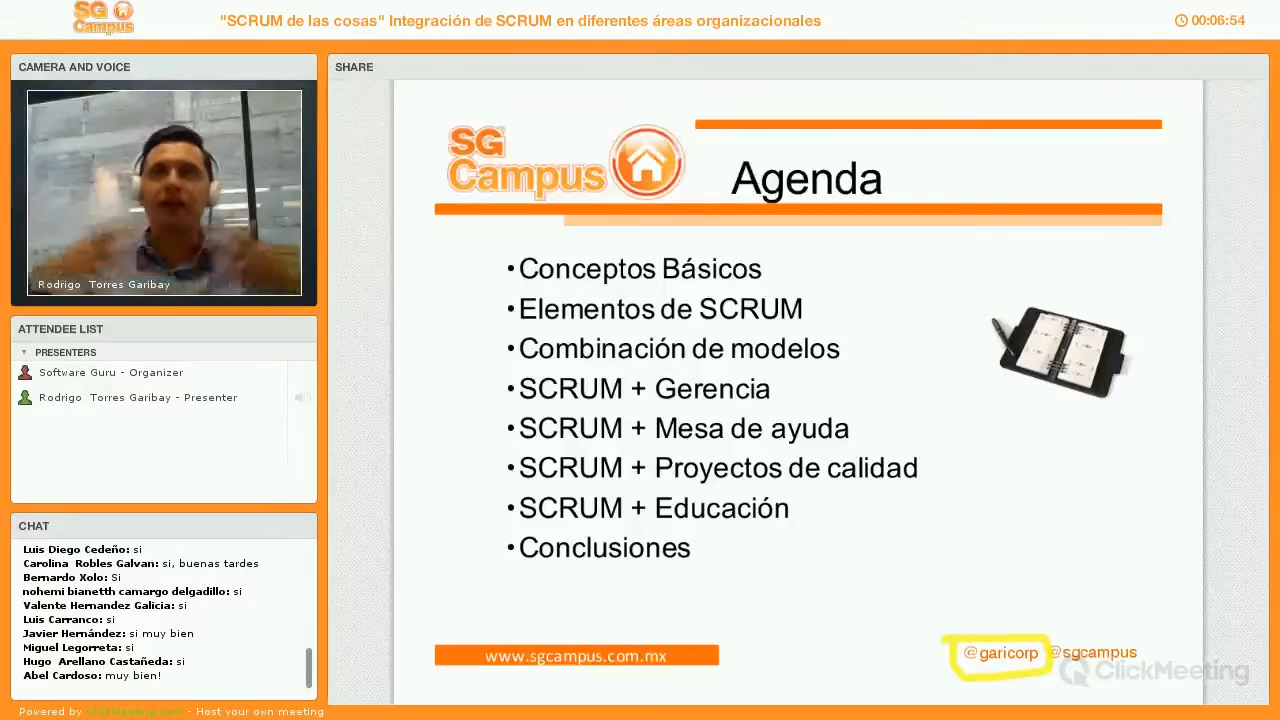 SG Campus
"SCRUM de las cosas" Integración de SCRUM en diferentes áreas organizacionales
00:06:54
CAMERA AND VOICE
Rodrigo Torres Garibay
ATTENDEE LIST
PRESENTERS
Software Guru - Organizer
Rodrigo Torres Garibay - Presenter
CHAT
Luis Diego Cedeño: si
Carolina Robles Galvan: si, buenas tardes
Bernardo Xolo: Si
nohemi bianetth camargo delgadillo: si
Valente Hernandez Galicia: si
Luis Carranco: si
Javier Hernández: si muy bien
Miguel Legorreta: si
Hugo Arellano Castañeda: si
Abel Cardoso: muy bien!
SHARE
SG
Campus
Agenda
•Conceptos Básicos
•Elementos de SCRUM
•Combinación de modelos
•SCRUM + Gerencia
•SCRUM + Mesa de ayuda
•SCRUM + Proyectos de calidad
•SCRUM + Educación
•Conclusiones
www.sgcampus.com.mx
@garicorp @sgcampus
ClickMeeting
Powered by ClickMeeting.com - Host your own meeting